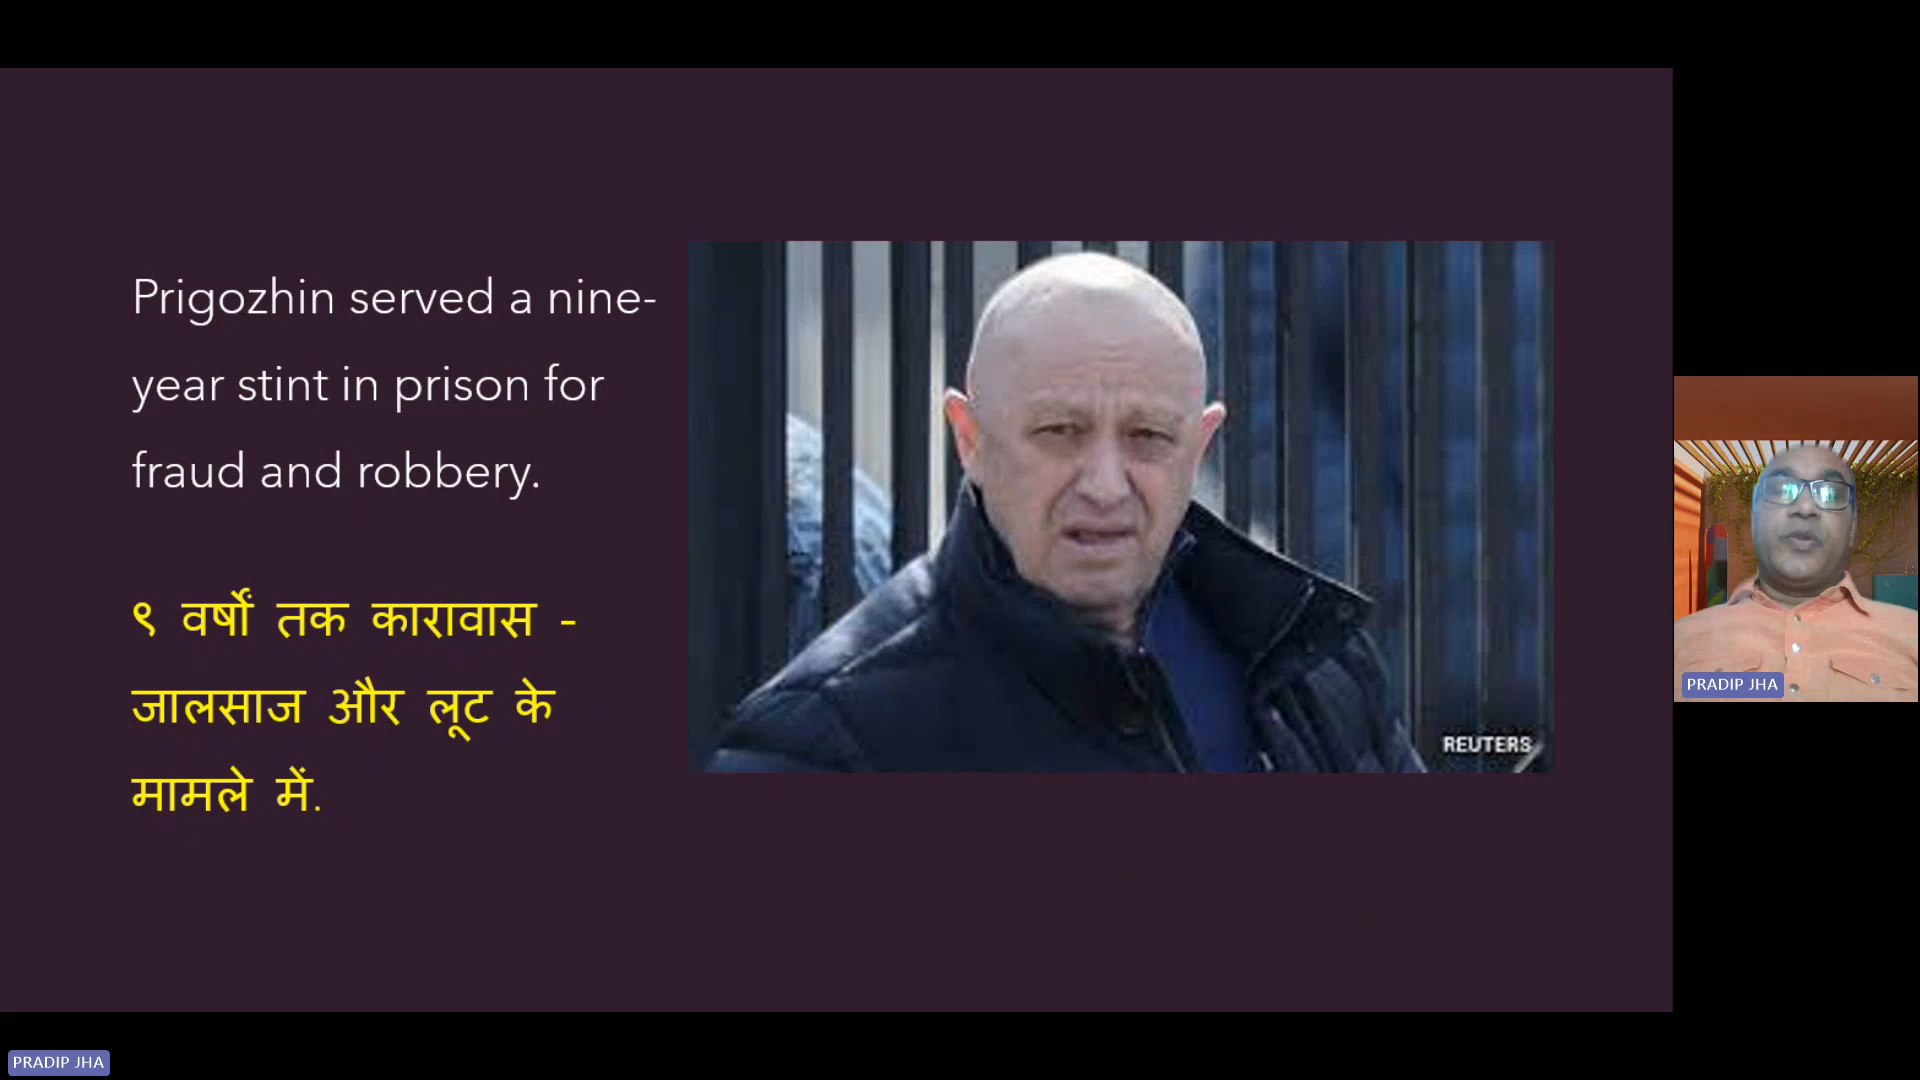 Prigozhin served a nine-
year stint in prison for
fraud and robbery.
९ वर्षों तक कारावास -
जालसाज और लूट के
मामले में.
REUTERS
PRADIP JHA
PRADIP JHA